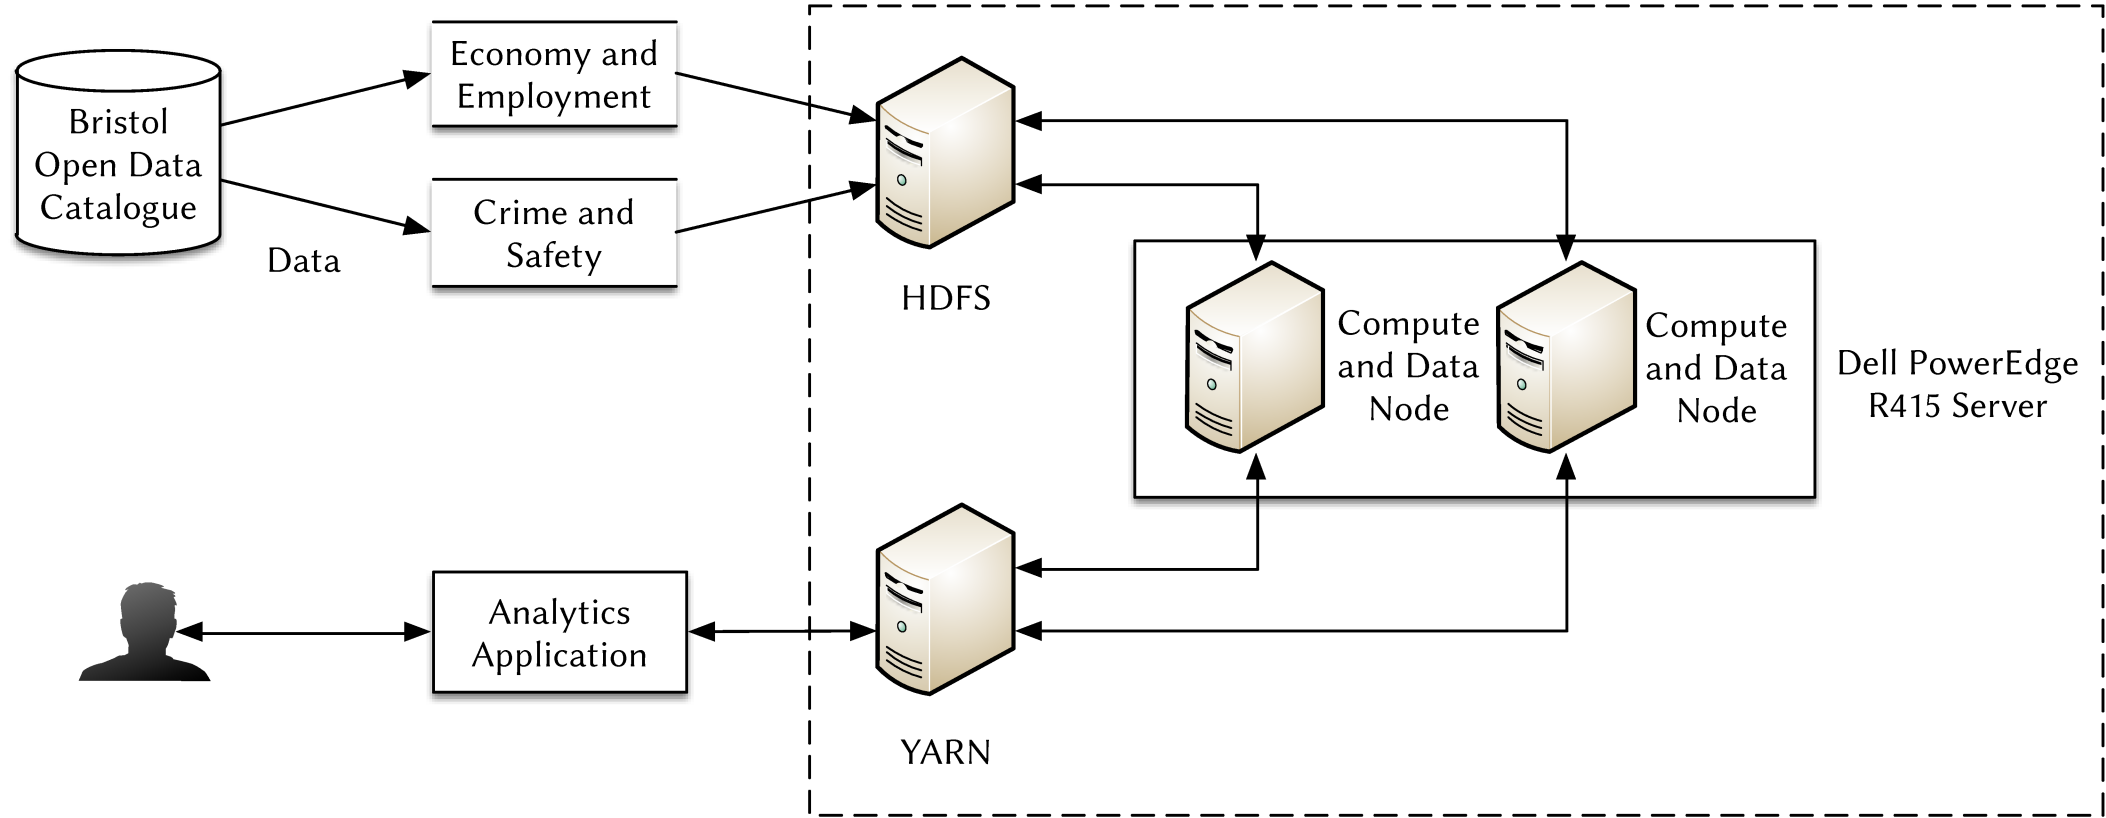 Bristol
Open Data
Catalogue
Data
Economy and
Employment
Crime and
Safety
HDFS
Compute
and Data
Node
Compute
and Data
Node
Dell PowerEdge
R415 Server
Analytics
Application
YARN